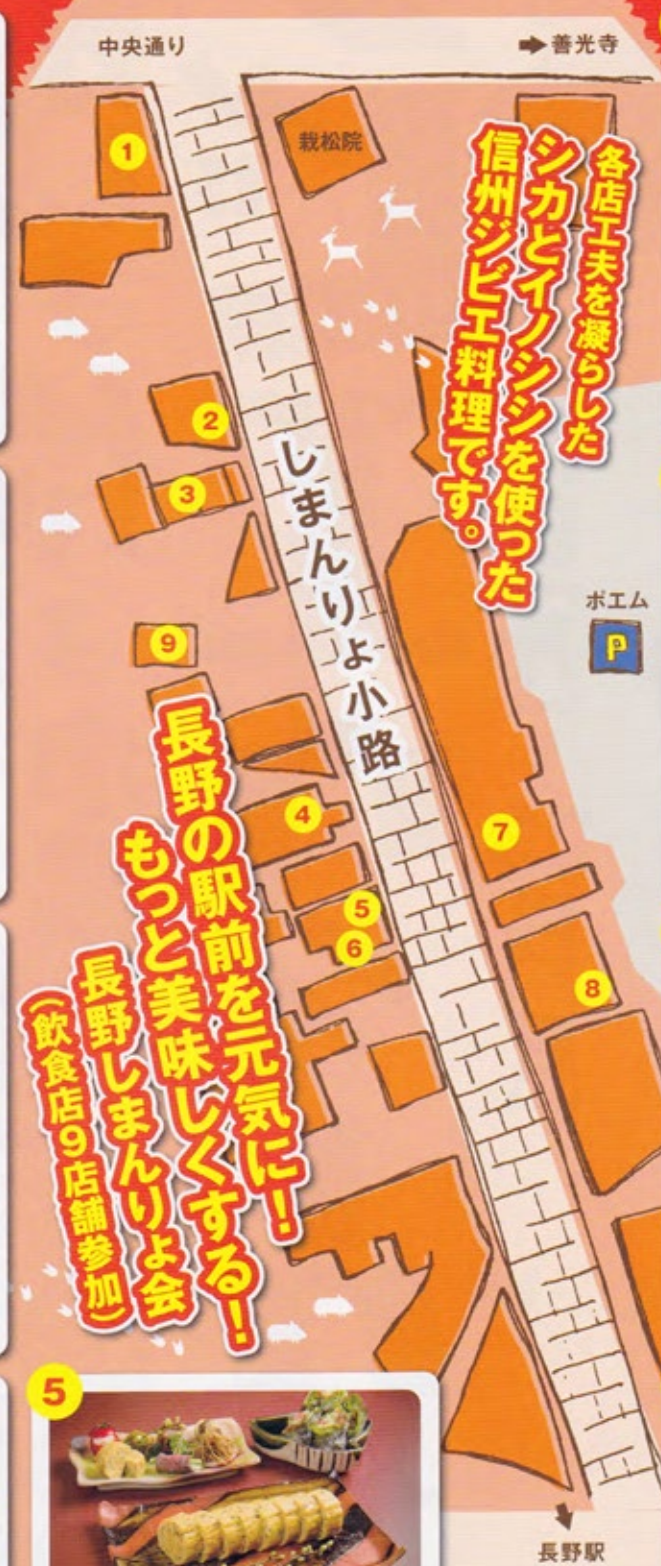 中央通り
➡善光寺
1
栽松院
各店工夫を凝らした
シカとイノシシを使った
信州ジビエ料理です。
2
3
しまんりょ小路
ポエム
P
9
長野の駅前を元気に!
もっと美味しくする!
長野しまんりょ会
(飲食店9店舗参加)
4
7
5
6
8
5
長野駅